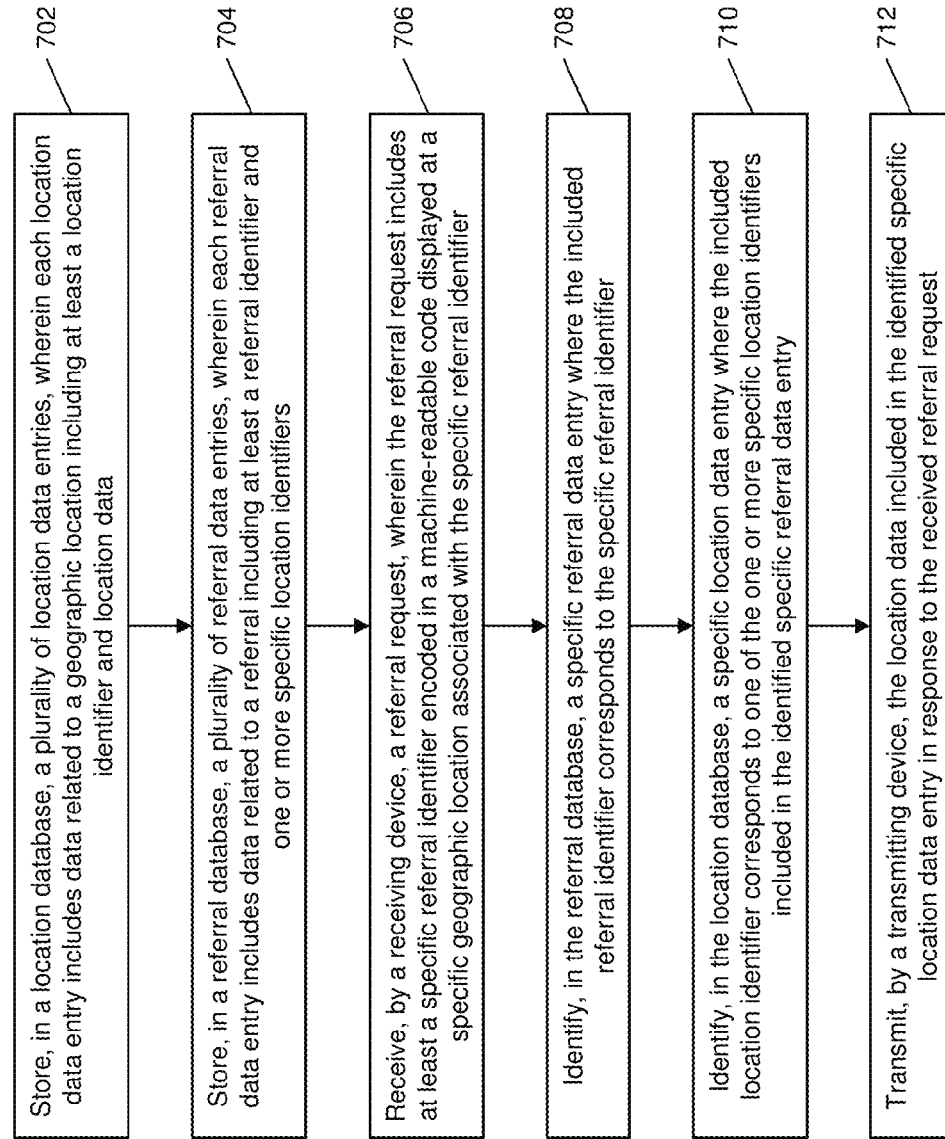 Store, in a location database, a plurality of location data entries, wherein each location
data entry includes data related to a geographic location including at least a location
identifier and location data
702
Store, in a referral database, a plurality of referral data entries, wherein each referral
data entry includes data related to a referral including at least a referral identifier and
one or more specific location identifiers
704
Receive, by a receiving device, a referral request, wherein the referral request includes
at least a specific referral identifier encoded in a machine-readable code displayed at a
specific geographic location associated with the specific referral identifier
706
Identify, in the referral database, a specific referral data entry where the included
referral identifier corresponds to the specific referral identifier
708
Identify, in the location database, a specific location data entry where the included
location identifier corresponds to one of the one or more specific location identifiers
included in the identified specific referral data entry
710
Transmit, by a transmitting device, the location data included in the identified specific
location data entry in response to the received referral request
712